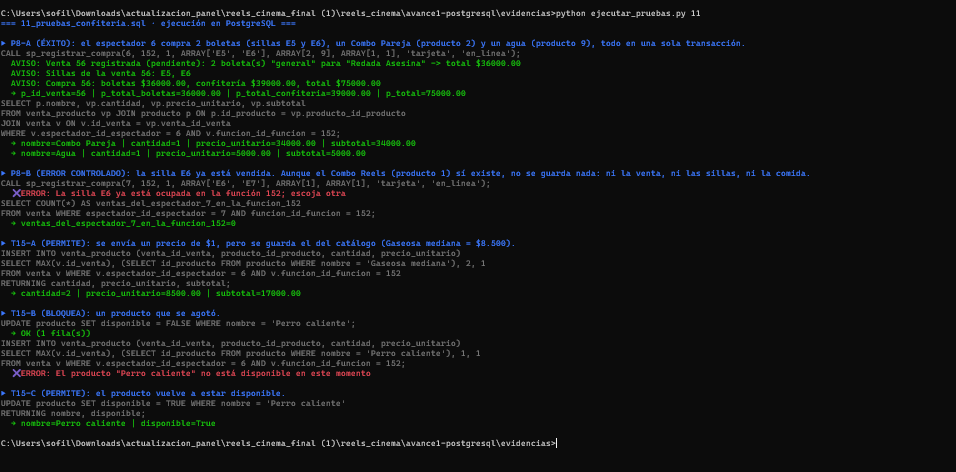 C:\Users\sofil\Downloads\actualizacion_panel\reels_cinema_final (1)\reels_cinema\avance1-postgresql\evidencias>python ejecutar_pruebas.py 11
=== 11_pruebas_confiteria.sql · ejecución en PostgreSQL ===
► P8-A (ÉXITO): el espectador 6 compra 2 boletas (sillas E5 y E6), un Combo Pareja (producto 2) y un agua (producto 9), todo en una sola transacción.
CALL sp_registrar_compra(6, 152, 1, ARRAY['E5', 'E6'], ARRAY[2, 9], ARRAY[1, 1], 'tarjeta', 'en_linea');
AVISO: Venta 56 registrada (pendiente): 2 boleta(s) "general" para "Redada Asesina" -> total $36000.00
AVISO: Sillas de la venta 56: E5, E6
AVISO: Compra 56: boletas $36000.00, confitería $39000.00, total $75000.00
→ p_id_venta=56 | p_total_boletas=36000.00 | p_total_confiteria=39000.00 | p_total=75000.00
SELECT p.nombre, vp.cantidad, vp.precio_unitario, vp.subtotal
FROM venta_producto vp JOIN producto p ON p.id_producto = vp.producto_id_producto
JOIN venta v ON v.id_venta = vp.venta_id_venta
WHERE v.espectador_id_espectador = 6 AND v.funcion_id_funcion = 152;
→ nombre=Combo Pareja | cantidad=1 | precio_unitario=34000.00 | subtotal=34000.00
→ nombre=Agua | cantidad=1 | precio_unitario=5000.00 | subtotal=5000.00
► P8-B (ERROR CONTROLADO): la silla E6 ya está vendida. Aunque el Combo Reels (producto 1) sí existe, no se guarda nada: ni la venta, ni las sillas, ni la comida.
CALL sp_registrar_compra(7, 152, 1, ARRAY['E6', 'E7'], ARRAY[1], ARRAY[1], 'tarjeta', 'en_linea');
❌ERROR: La silla E6 ya está ocupada en la función 152; escoja otra
SELECT COUNT(*) AS ventas_del_espectador_7_en_la_funcion_152
FROM venta WHERE espectador_id_espectador = 7 AND funcion_id_funcion = 152;
→ ventas_del_espectador_7_en_la_funcion_152=0
► T15-A (PERMITE): se envía un precio de $1, pero se guarda el del catálogo (Gaseosa mediana = $8.500).
INSERT INTO venta_producto (venta_id_venta, producto_id_producto, cantidad, precio_unitario)
SELECT MAX(v.id_venta), (SELECT id_producto FROM producto WHERE nombre = 'Gaseosa mediana'), 2, 1
FROM venta v WHERE v.espectador_id_espectador = 6 AND v.funcion_id_funcion = 152
RETURNING cantidad, precio_unitario, subtotal;
→ cantidad=2 | precio_unitario=8500.00 | subtotal=17000.00
► T15-B (BLOQUEA): un producto que se agotó.
UPDATE producto SET disponible = FALSE WHERE nombre = 'Perro caliente';
→ OK (1 fila(s))
INSERT INTO venta_producto (venta_id_venta, producto_id_producto, cantidad, precio_unitario)
SELECT MAX(v.id_venta), (SELECT id_producto FROM producto WHERE nombre = 'Perro caliente'), 1, 1
FROM venta v WHERE v.espectador_id_espectador = 6 AND v.funcion_id_funcion = 152;
❌ERROR: El producto "Perro caliente" no está disponible en este momento
► T15-C (PERMITE): el producto vuelve a estar disponible.
UPDATE producto SET disponible = TRUE WHERE nombre = 'Perro caliente'
RETURNING nombre, disponible;
→ nombre=Perro caliente | disponible=True
C:\Users\sofil\Downloads\actualizacion_panel\reels_cinema_final (1)\reels_cinema\avance1-postgresql\evidencias>